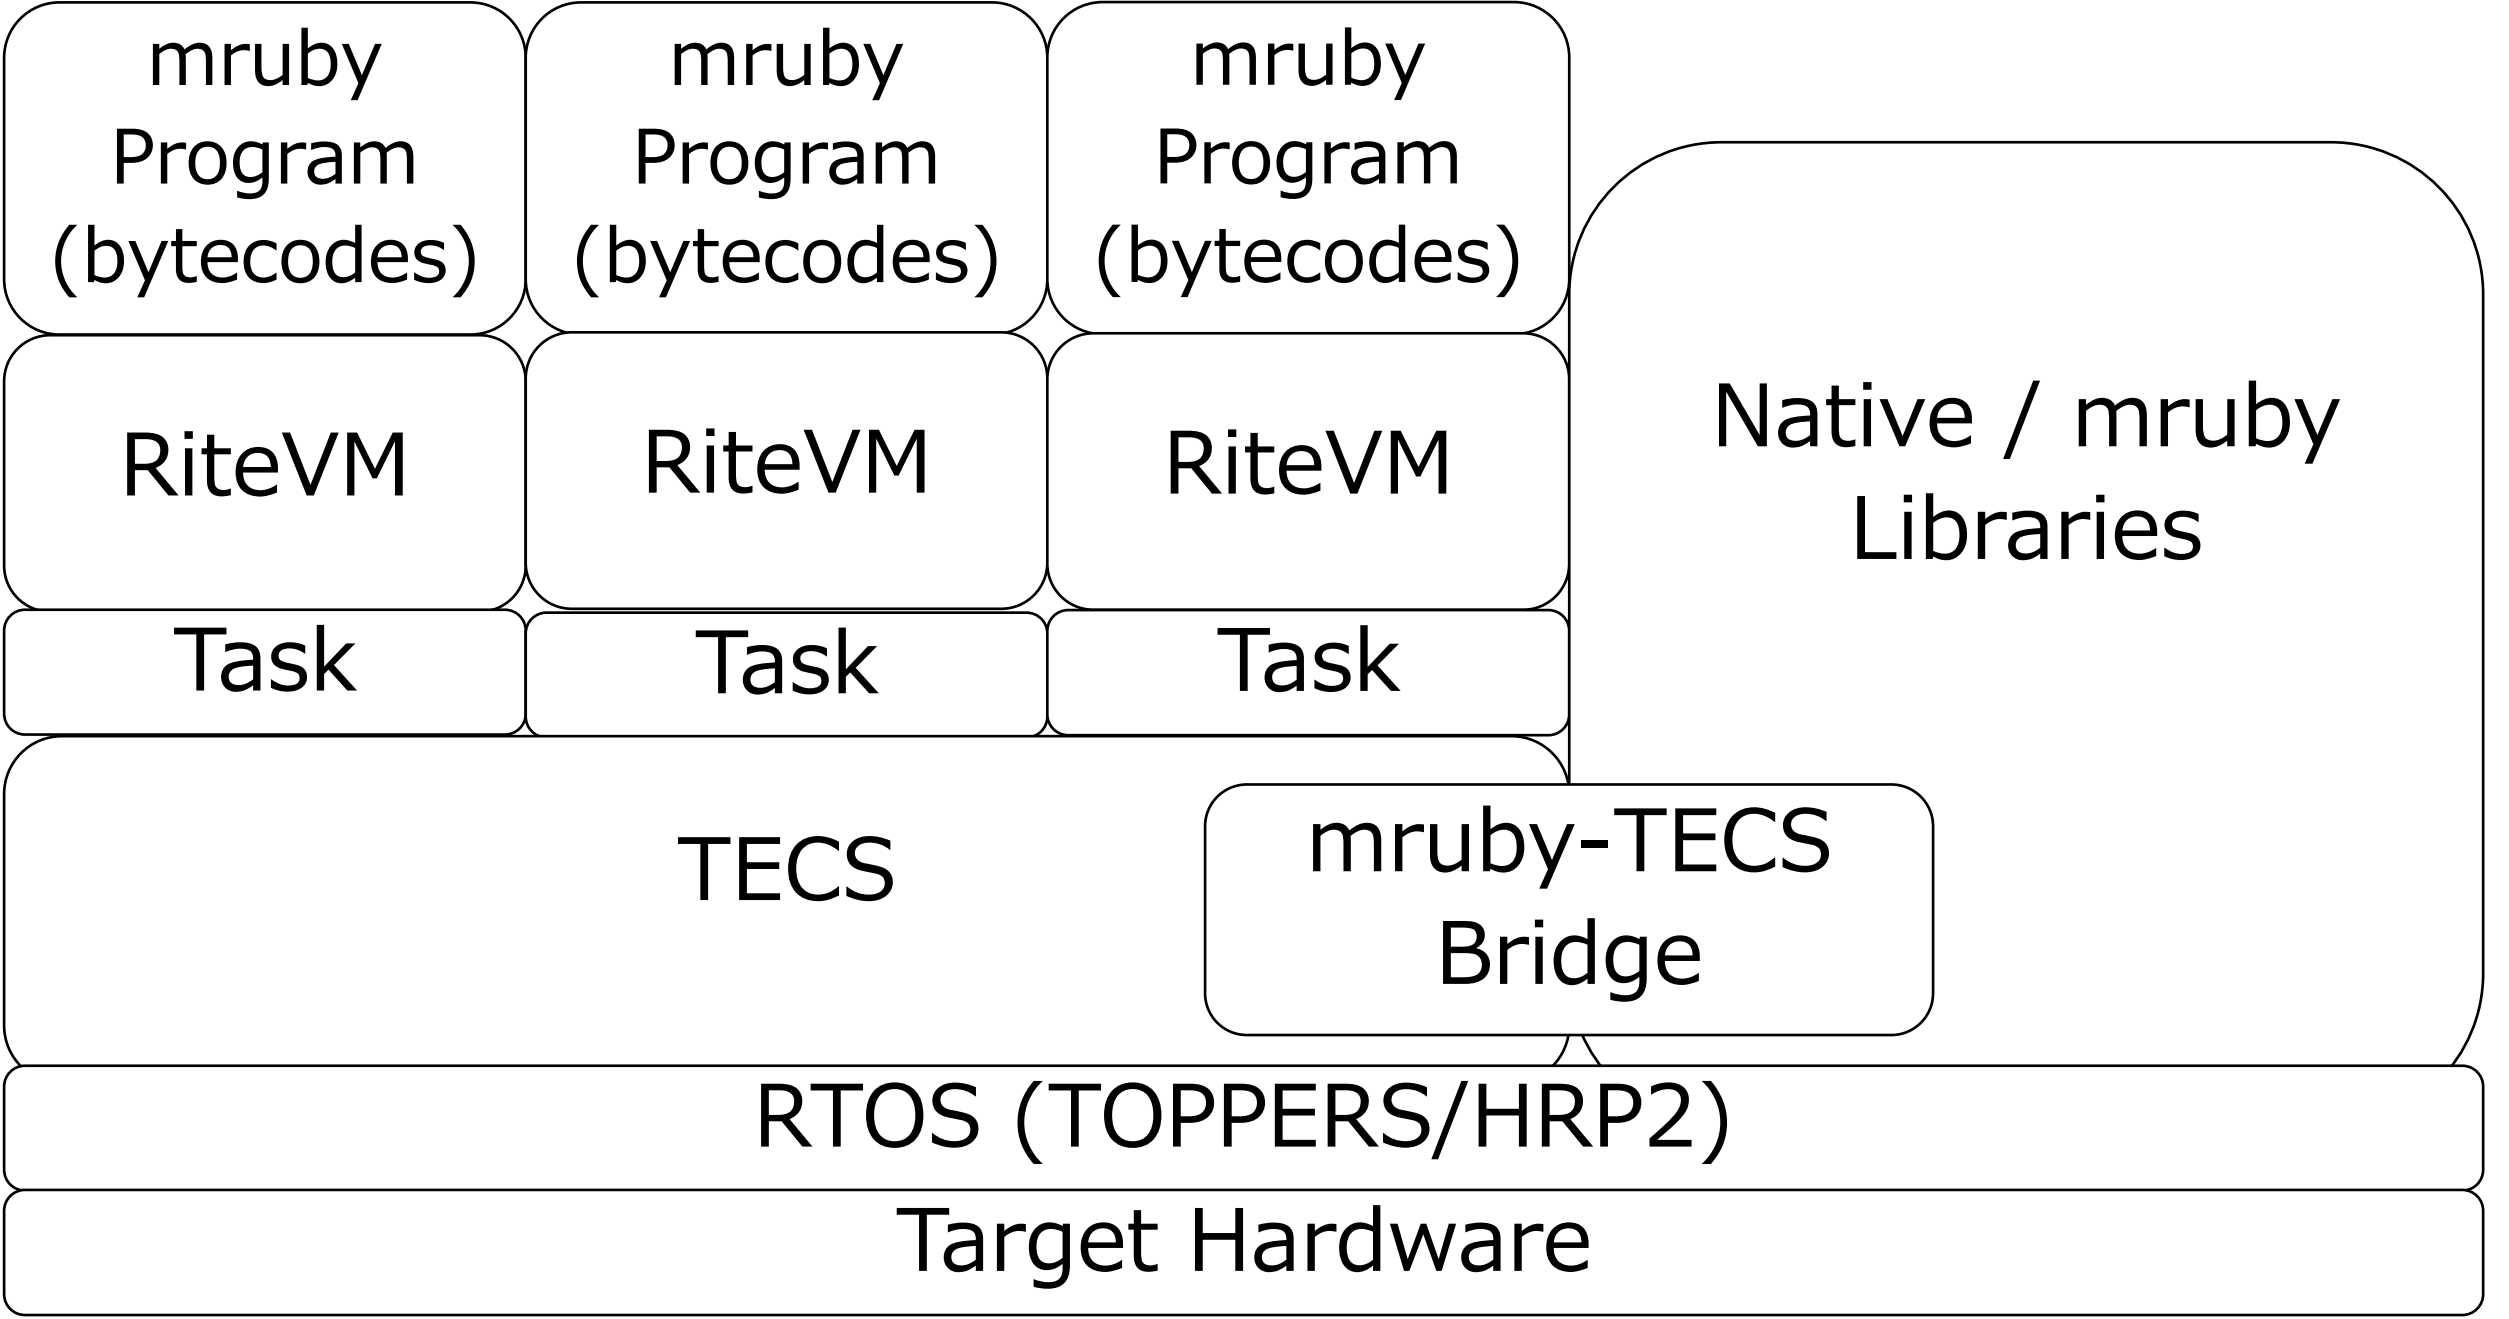 mruby
Program
(bytecodes)
mruby
Program
(bytecodes)
mruby
Program
(bytecodes)
RiteVM
RiteVM
RiteVM
Native / mruby
Libraries
Task
Task
Task
TECS
mruby-TECS
Bridge
RTOS (TOPPERS/HRP2)
Target Hardware